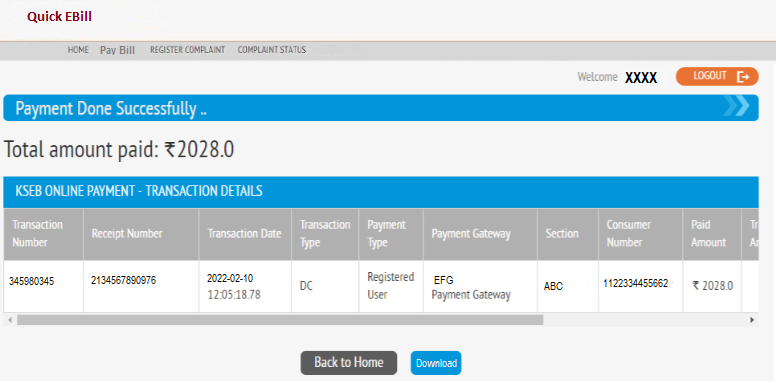 Quick EBill
HOME Pay Bill REGISTER COMPLAINT COMPLAINT STATUS
Welcome XXXX LOGOUT
Payment Done Successfully ..
Total amount paid: ₹2028.0
KSEB ONLINE PAYMENT - TRANSACTION DETAILS
Transaction Number Receipt Number Transaction Date Transaction Type Payment Type Payment Gateway Section Consumer Number Paid Amount
345980345 2134567890976 2022-02-10 12:05:18.78 DC Registered User EFG Payment Gateway ABC 1122334455662 ₹ 2028.0
Back to Home Download